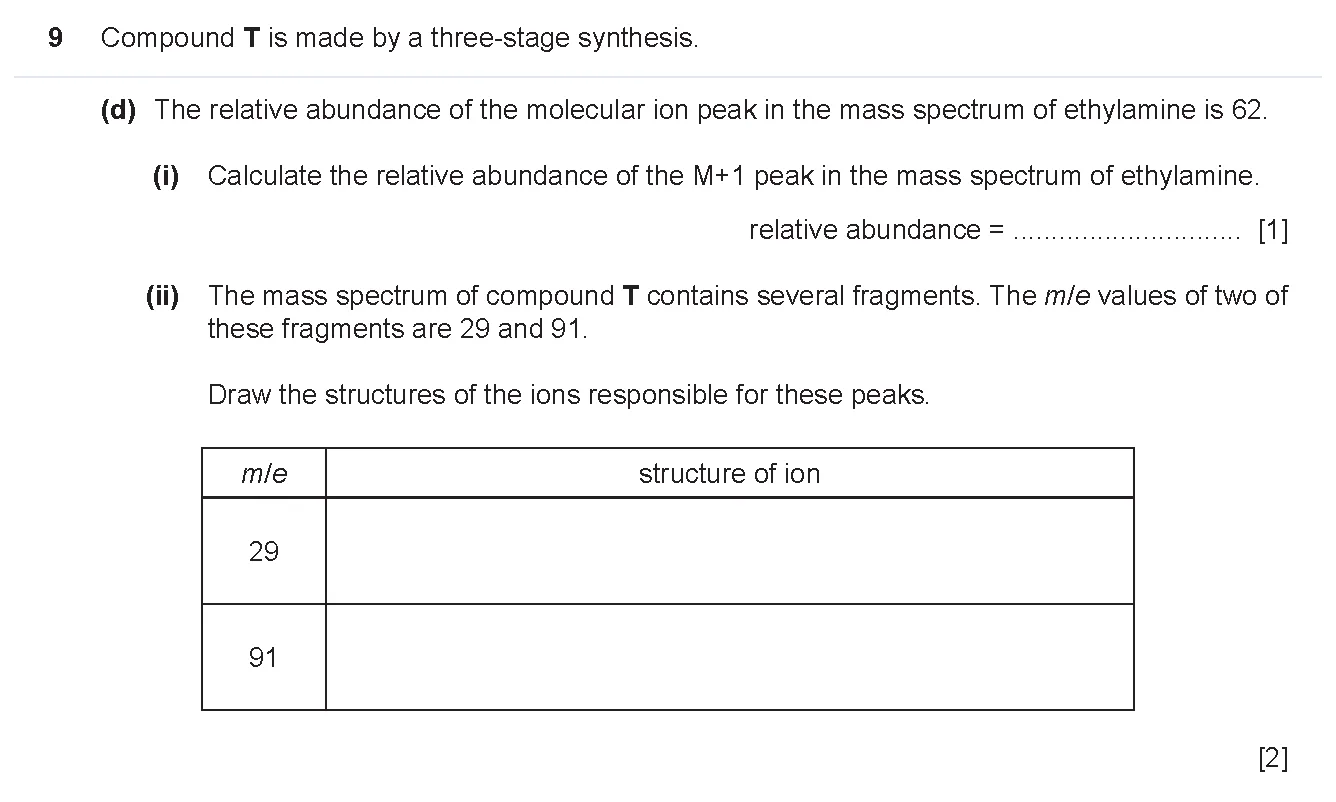 9 Compound T is made by a three-stage synthesis.
(d) The relative abundance of the molecular ion peak in the mass spectrum of ethylamine is 62.
(i) Calculate the relative abundance of the M+1 peak in the mass spectrum of ethylamine.
relative abundance = .............................. [1]
(ii) The mass spectrum of compound T contains several fragments. The m/e values of two of
these fragments are 29 and 91.
Draw the structures of the ions responsible for these peaks.
m/e structure of ion
29
91
[2]